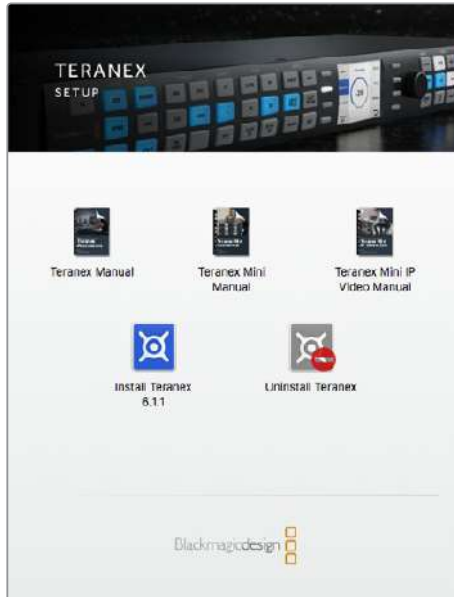 TERANEX
SETUP
Teranex Manual
Teranex Mini
Manual
Teranex Mini IP
Video Manual
Install Teranex
6.1.1
Uninstall Teranex
Blackmagicdesign